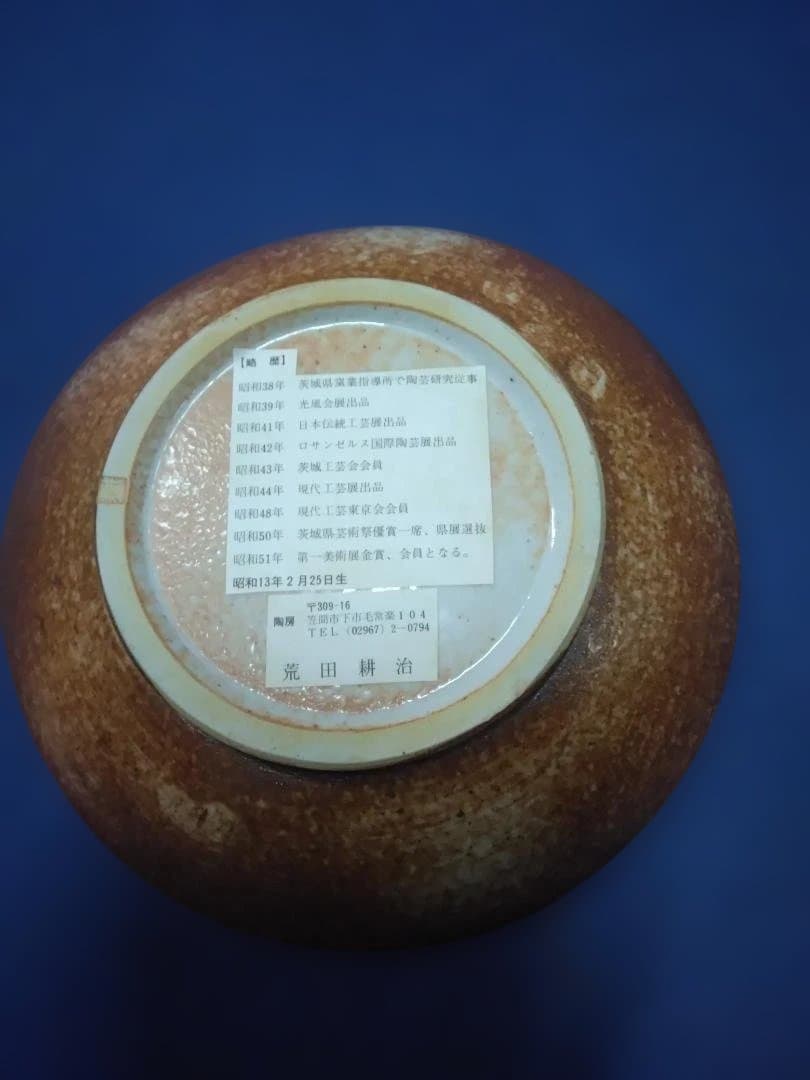 【略　歴】
昭和38年　茨城県窯業指導所で陶芸研究従事
昭和39年　光風会展出品
昭和41年　日本伝統工芸展出品
昭和42年　ロサンゼルス国際陶芸展出品
昭和43年　茨城工芸会会員
昭和44年　現代工芸展出品
昭和48年　現代工芸東京会会員
昭和50年　茨城県芸術祭優賞一席、県展選抜
昭和51年　第一美術展金賞、会員となる。
昭和13年２月25日生
〒309-16
陶房　笠間市下市毛常楽１０４
ＴＥＬ（02967）2－0794
荒　田　耕　治